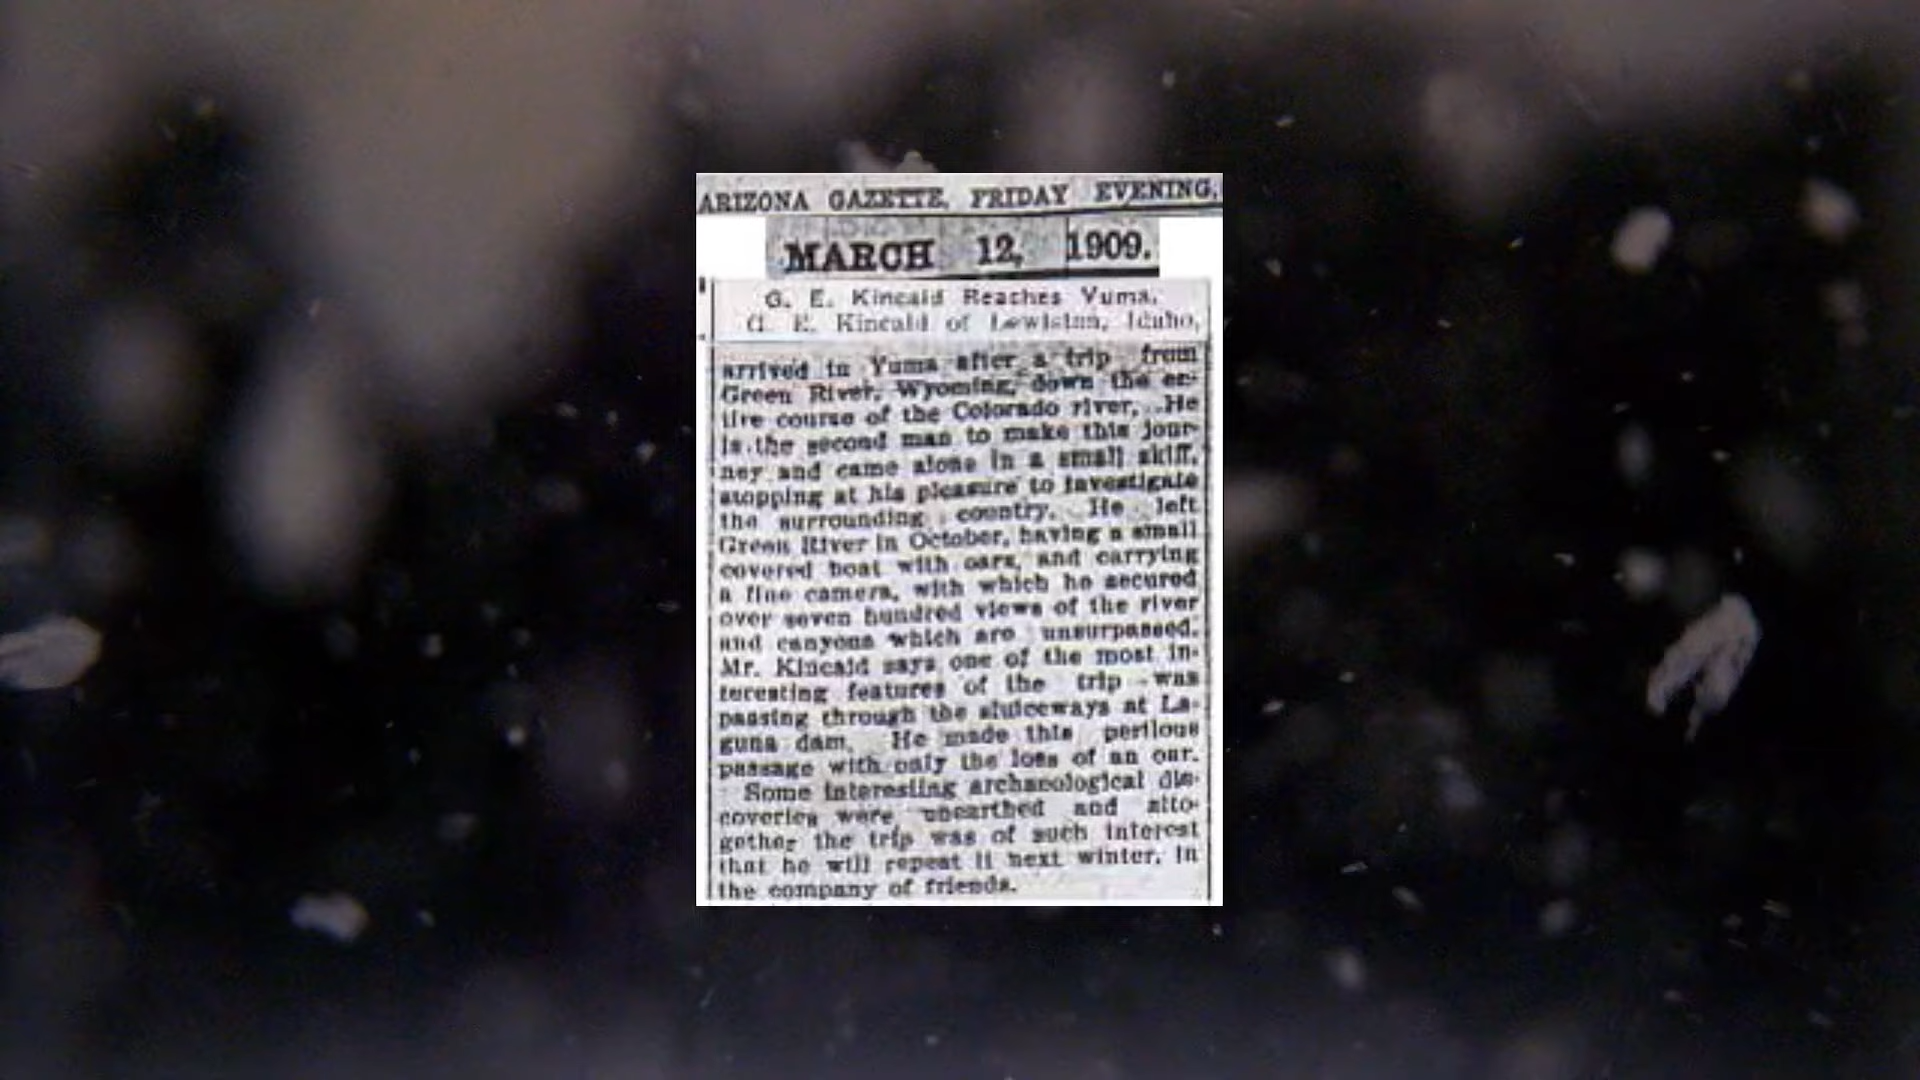 ARIZONA GAZETTE, FRIDAY EVENING,
MARCH 12, 1909.
G. E. Kincaid Reaches Yuma.
G. E. Kincaid of Lewiston, Idaho,
arrived in Yuma after a trip from
Green River, Wyoming, down the en-
tire course of the Colorado river. He
is the second man to make this jour-
ney and came alone in a small skiff,
stopping at his pleasure to investigate
the surrounding country. He left
Green River in October, having a small
covered boat with oars, and carrying
a fine camera, with which he secured
over seven hundred views of the river
and canyons which are unsurpassed.
Mr. Kincaid says one of the most in-
teresting features of the trip was
passing through the sluiceways at La-
guna dam. He made this perilous
passage with only the loss of an oar.
Some interesting archaeological dis-
coveries were unearthed and alto-
gether the trip was of such interest
that he will repeat it next winter, in
the company of friends.